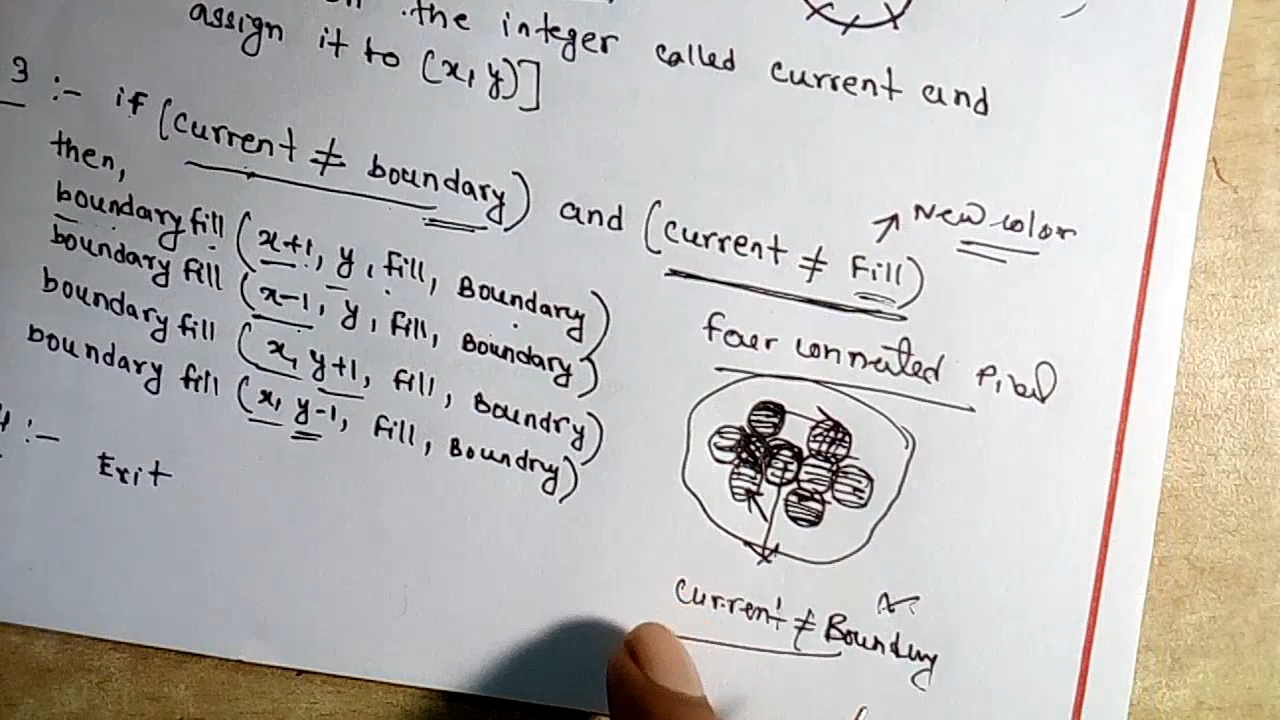 the integer called current and
assign it to (x, y)]
3 :- if (current ≠ boundary) and (current ≠ Fill)
New color
then,
boundary fill (x+1, y, fill, Boundary)
boundary fill (x-1, y, fill, Boundary)
boundary fill (x, y+1, fill, Boundry)
boundary fill (x, y-1, fill, Boundry)
:- Exit
four connected Pixel
Current ≠ Boundary